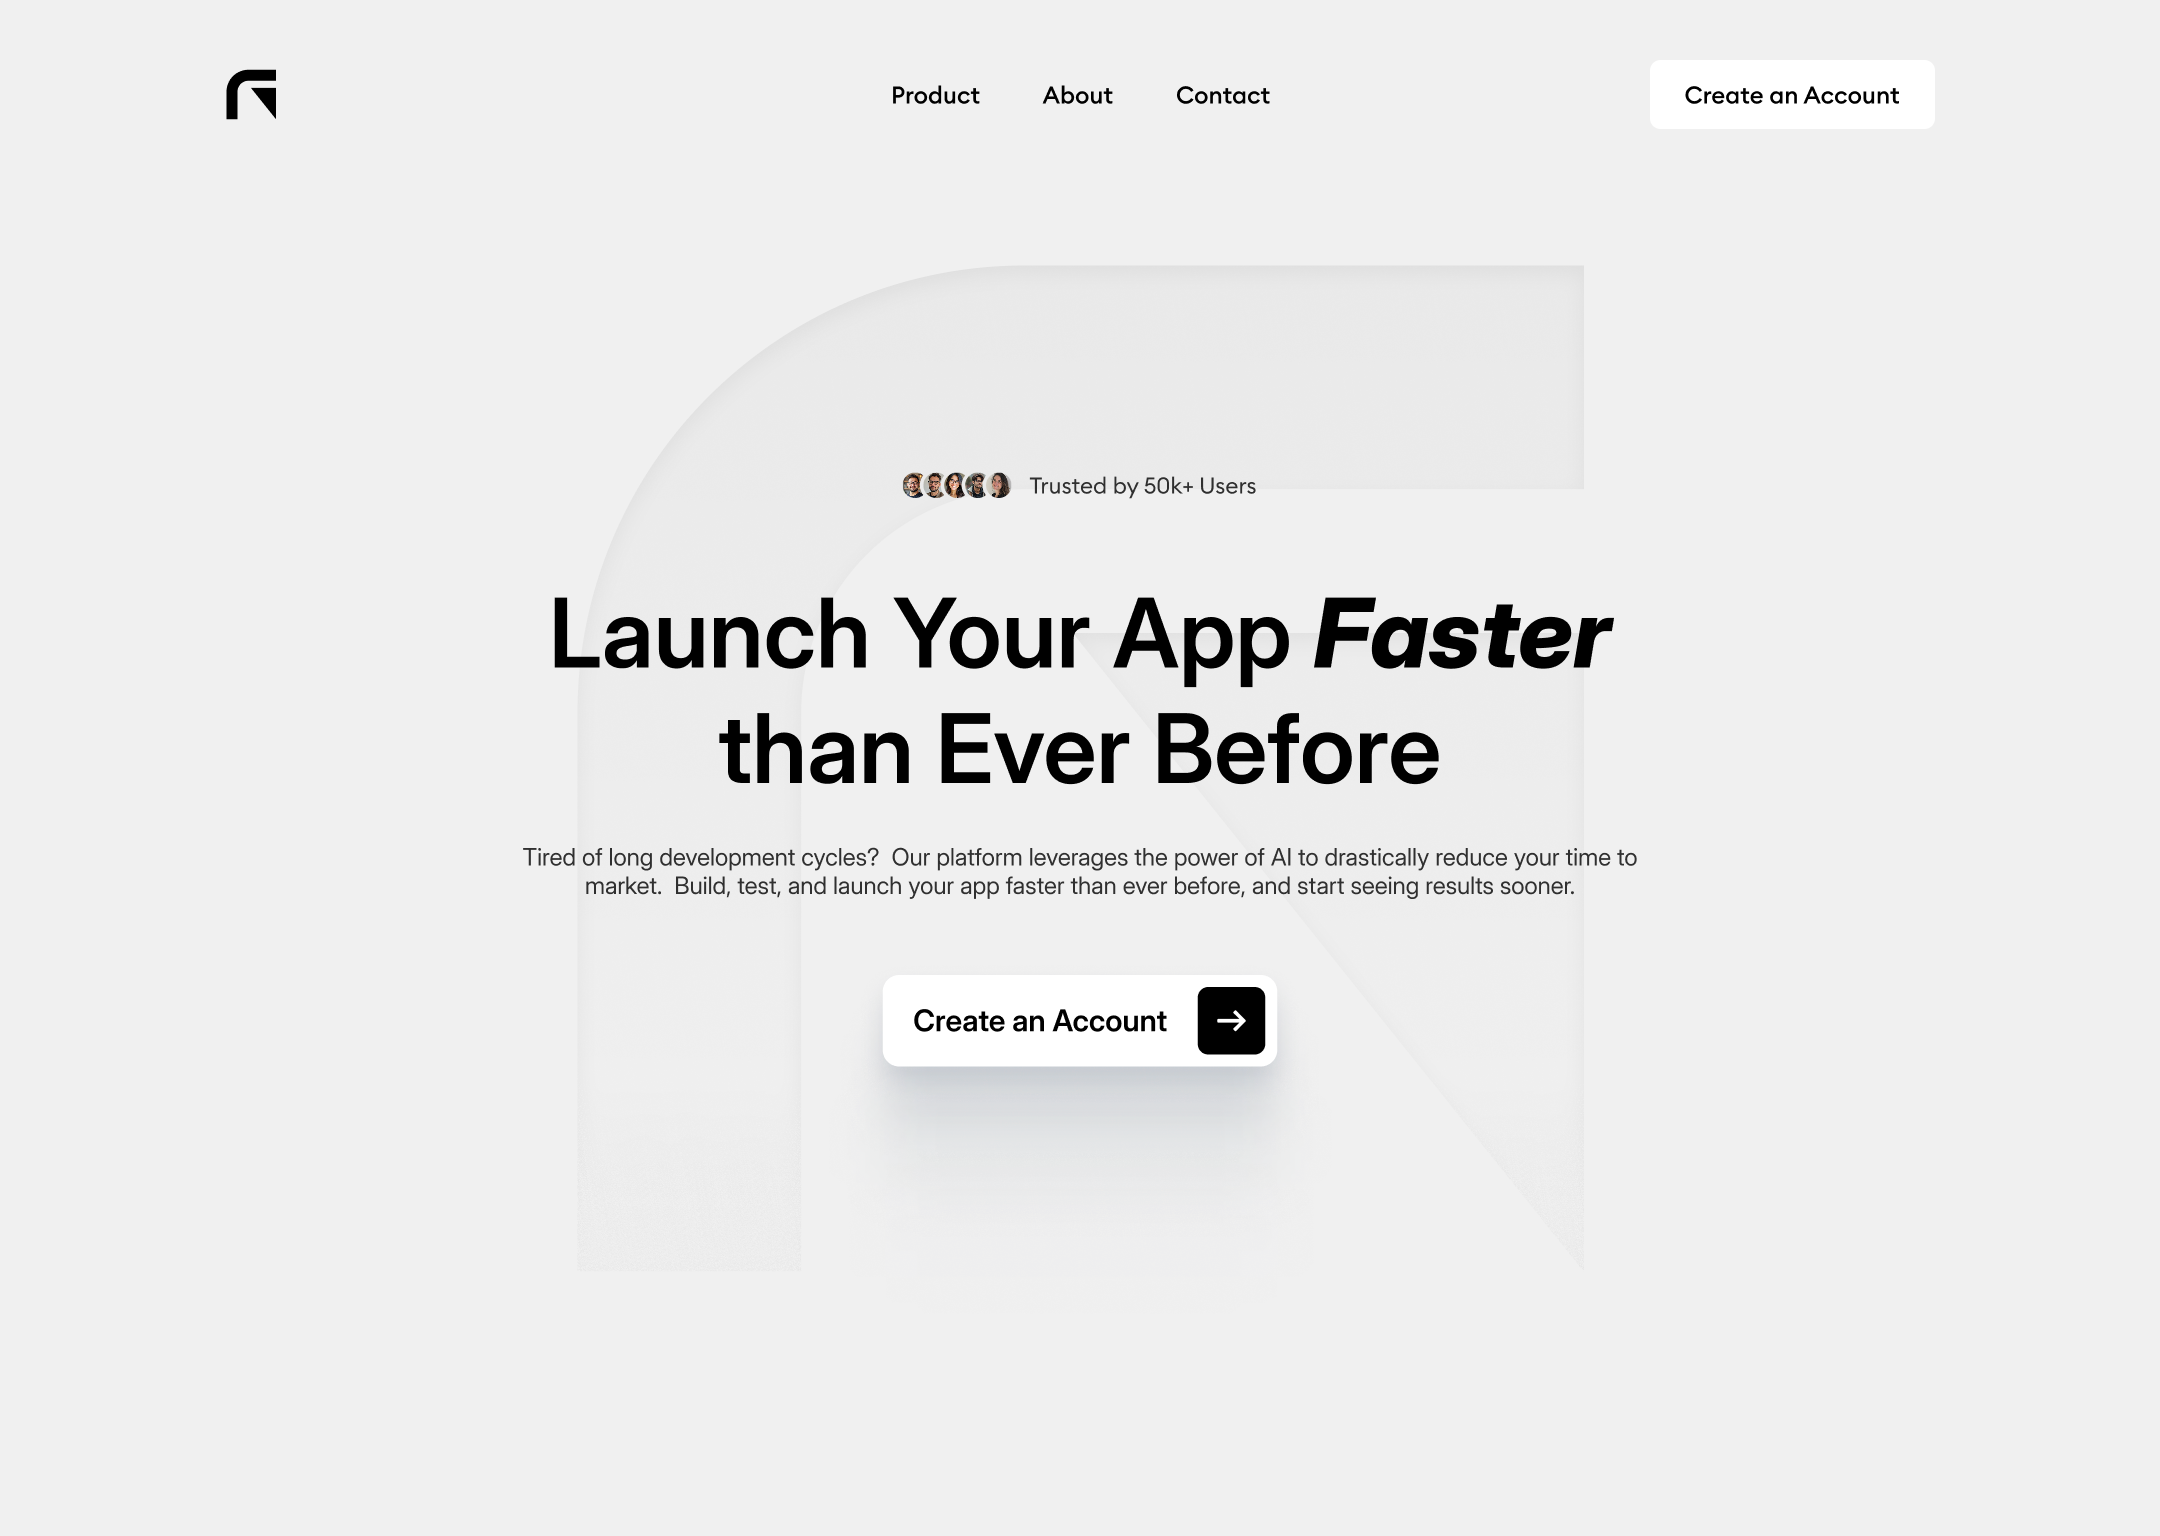 Product About Contact Create an Account
Trusted by 50k+ Users
Launch Your App Faster
than Ever Before
Tired of long development cycles?  Our platform leverages the power of AI to drastically reduce your time to
market.  Build, test, and launch your app faster than ever before, and start seeing results sooner.
Create an Account